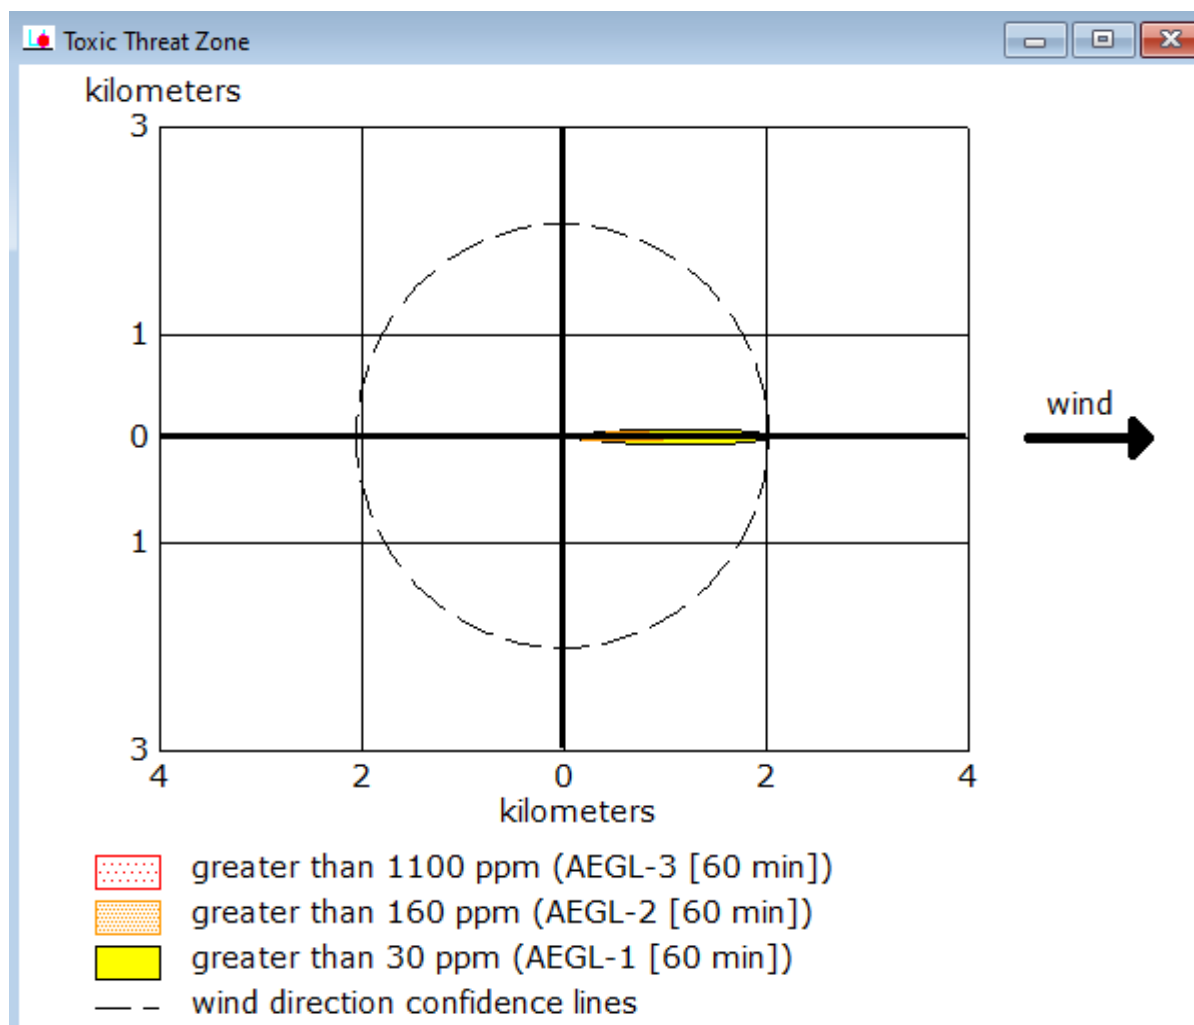 Toxic Threat Zone
kilometers
3
1
0
1
3
4 2 0 2 4
kilometers
wind
greater than 1100 ppm (AEGL-3 [60 min])
greater than 160 ppm (AEGL-2 [60 min])
greater than 30 ppm (AEGL-1 [60 min])
wind direction confidence lines